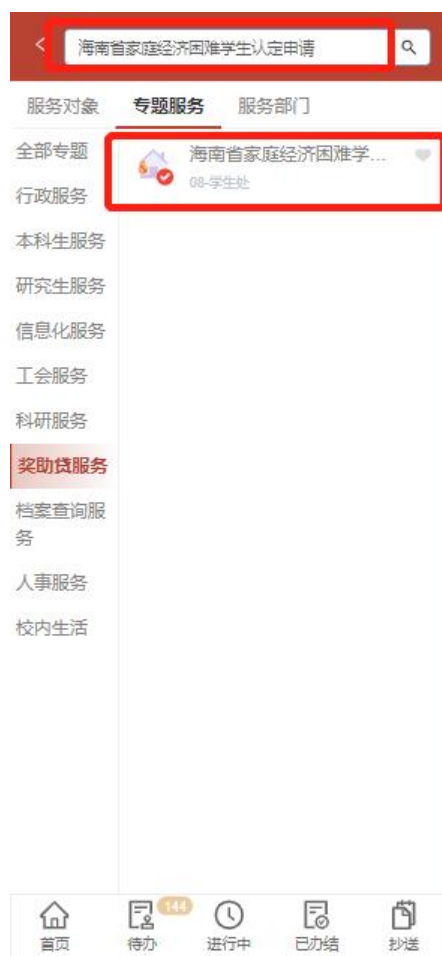 海南省家庭经济困难学生认定申请
服务对象 专题服务 服务部门
全部专题
海南省家庭经济困难学...
08-学生处
行政服务
本科生服务
研究生服务
信息化服务
工会服务
科研服务
奖助贷服务
档案查询服
务
人事服务
校内生活
144
首页 待办 进行中 已办结 抄送